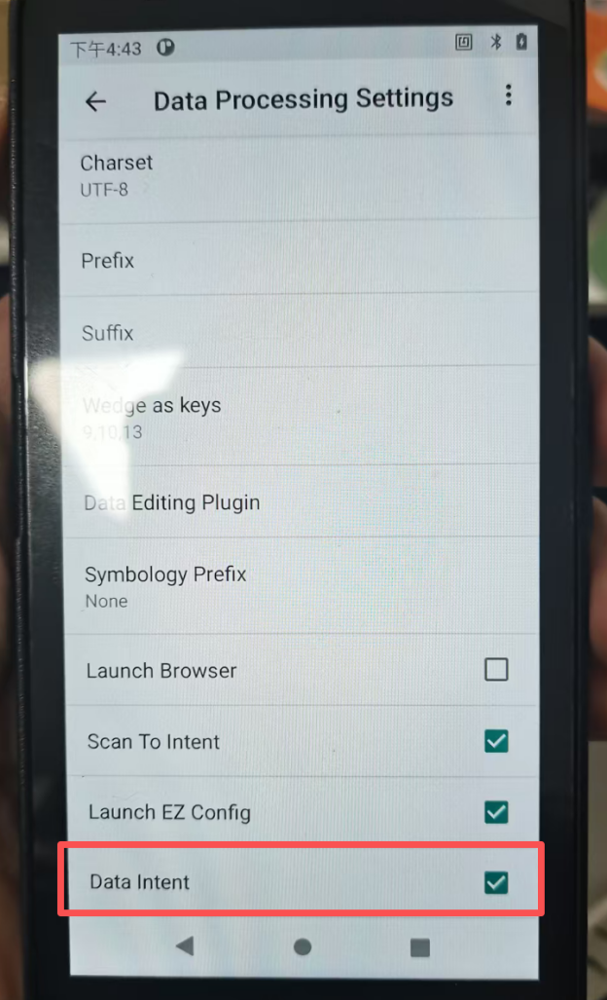 下午4:43
Data Processing Settings
Charset
UTF-8
Prefix
Suffix
Wedge as keys
9,10,13
Data Editing Plugin
Symbology Prefix
None
Launch Browser
Scan To Intent
Launch EZ Config
Data Intent